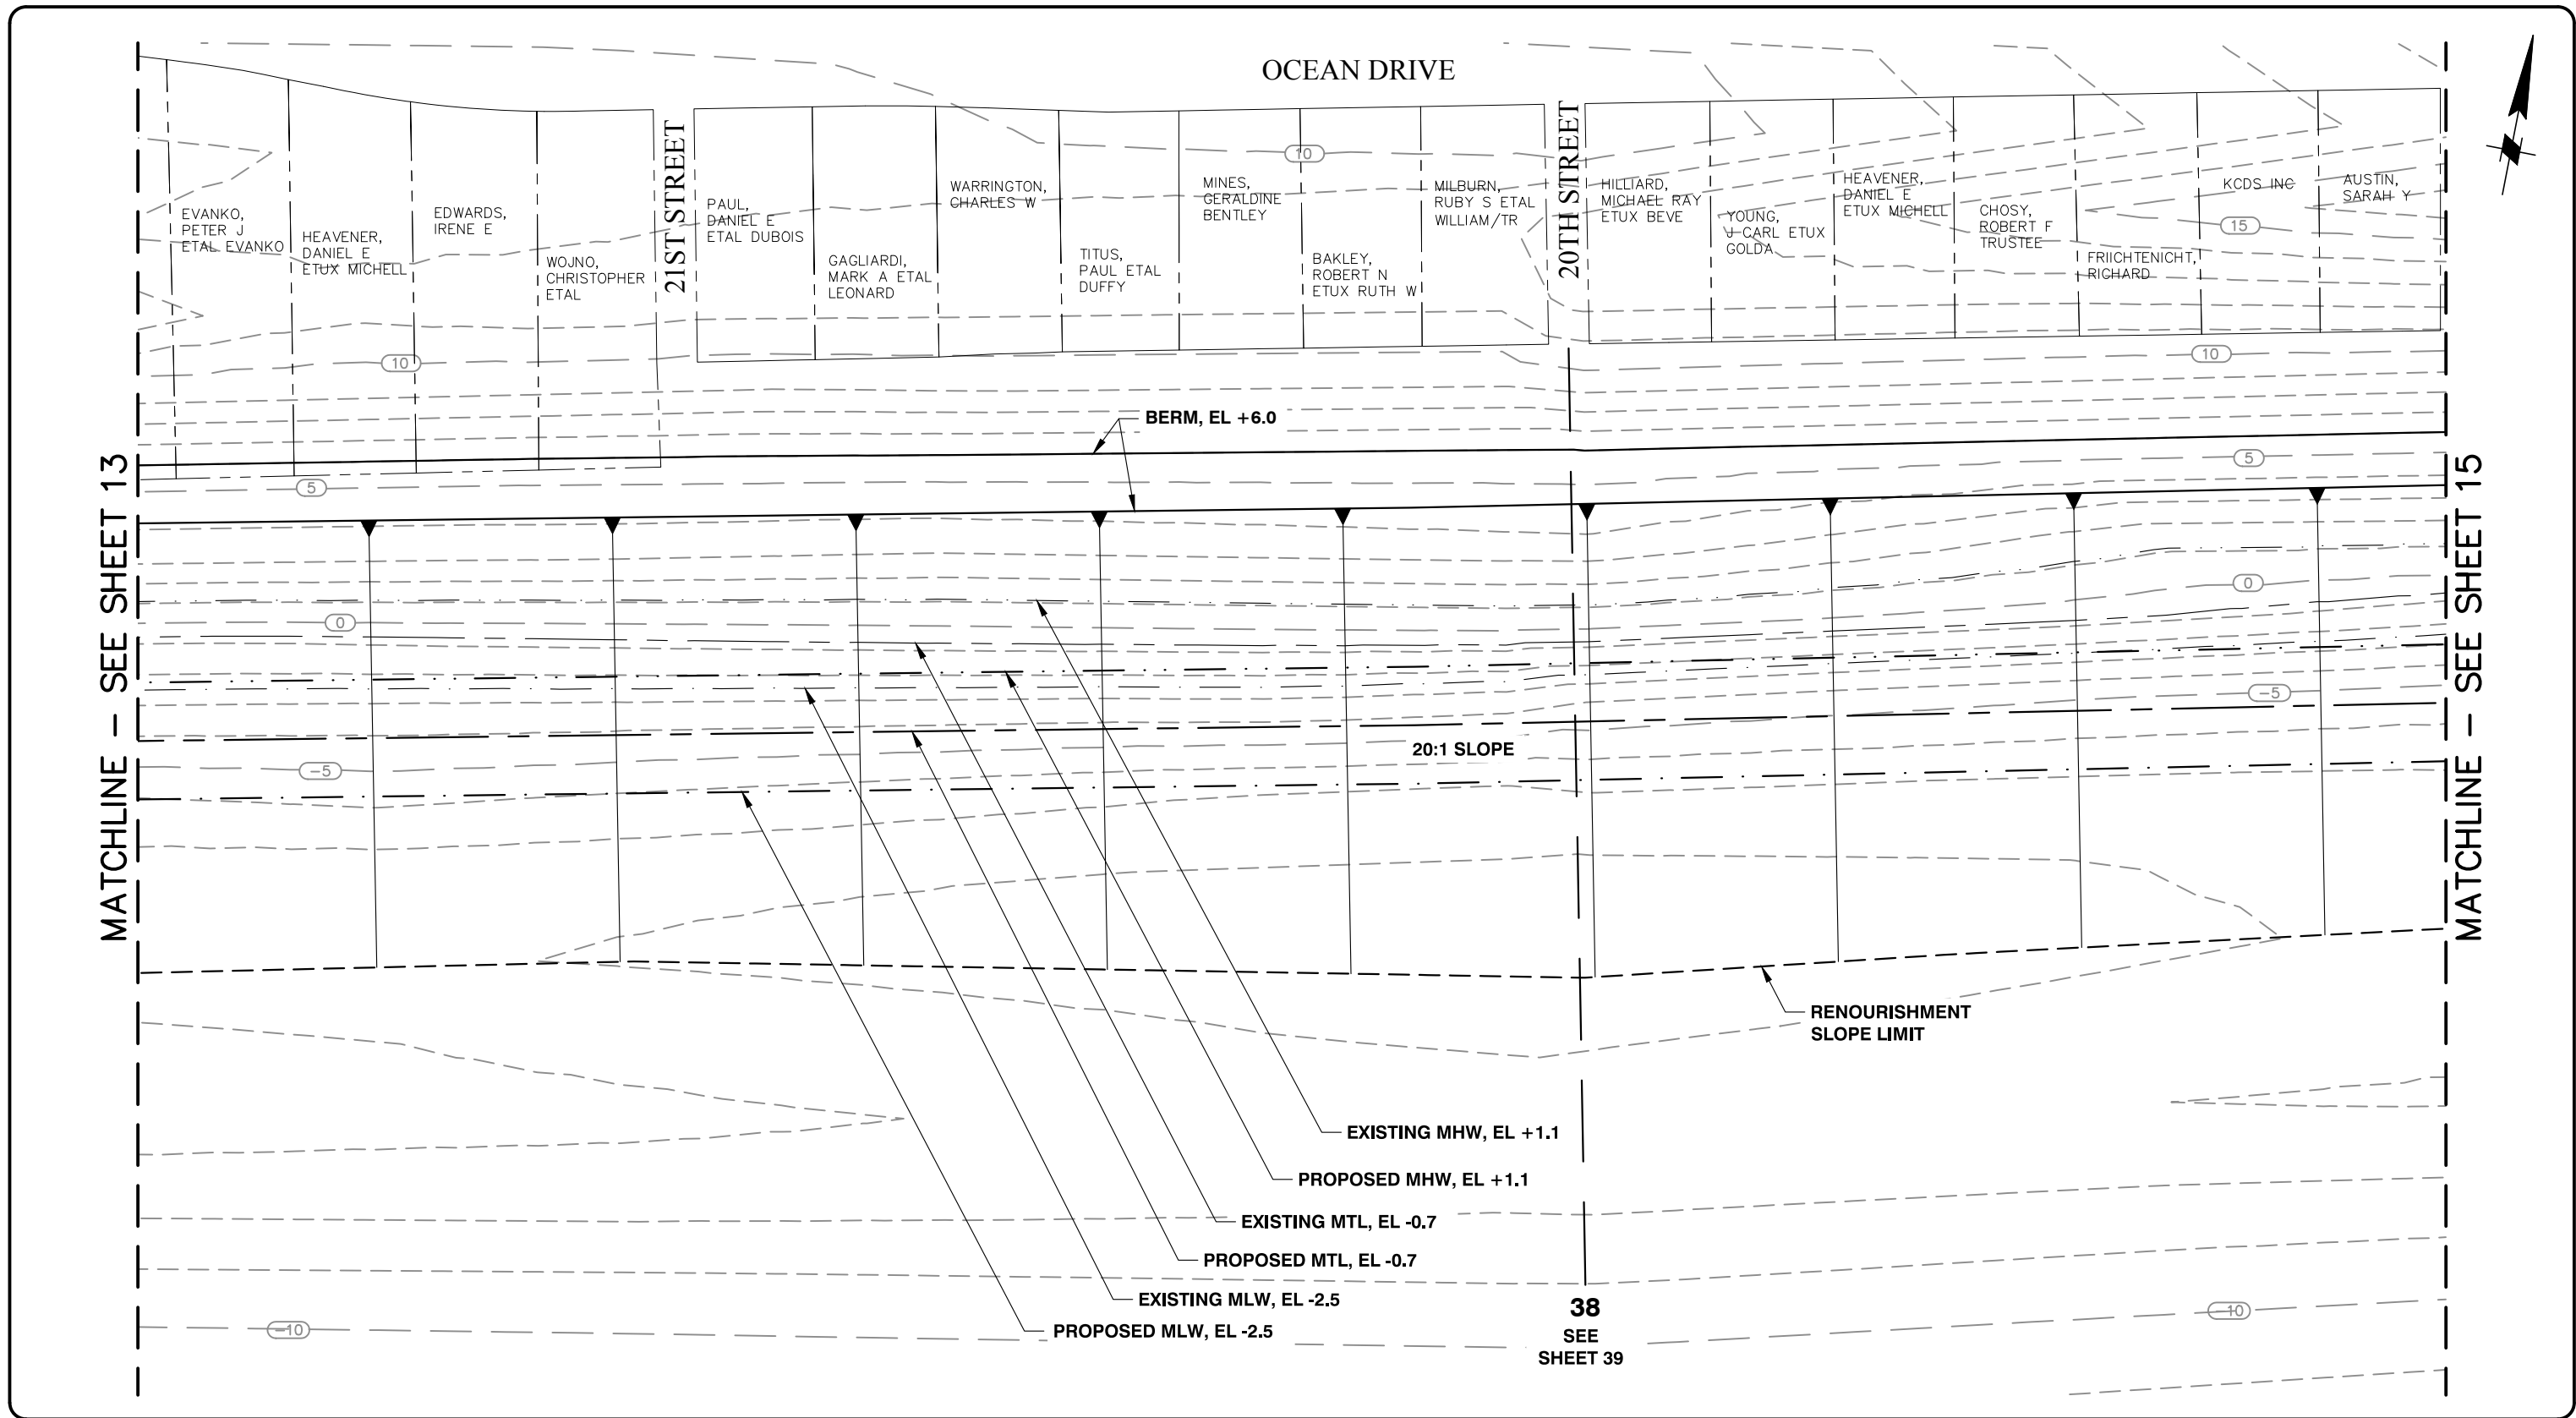 OCEAN DRIVE
21ST STREET
20TH STREET
EVANKO,
PETER J
ETAL EVANKO
HEAVENER,
DANIEL E
ETUX MICHELL
EDWARDS,
IRENE E
WOJNO,
CHRISTOPHER
ETAL
PAUL,
DANIEL E
ETAL DUBOIS
GAGLIARDI,
MARK A ETAL
LEONARD
WARRINGTON,
CHARLES W
TITUS,
PAUL ETAL
DUFFY
MINES,
GERALDINE
BENTLEY
BAKLEY,
ROBERT N
ETUX RUTH W
MILBURN,
RUBY S ETAL
WILLIAM/TR
HILLIARD,
MICHAEL RAY
ETUX BEVE
YOUNG,
J CARL ETUX
GOLDA
HEAVENER,
DANIEL E
ETUX MICHELL
CHOSY,
ROBERT F
TRUSTEE
FRIICHTENICHT,
RICHARD
KCDS INC
AUSTIN,
SARAH Y
10
15
10
10
BERM, EL +6.0
5
5
0
0
-5
-5
20:1 SLOPE
MATCHLINE - SEE SHEET 13
MATCHLINE - SEE SHEET 15
RENOURISHMENT
SLOPE LIMIT
EXISTING MHW, EL +1.1
PROPOSED MHW, EL +1.1
EXISTING MTL, EL -0.7
PROPOSED MTL, EL -0.7
EXISTING MLW, EL -2.5
PROPOSED MLW, EL -2.5
-10
-10
38
SEE
SHEET 39